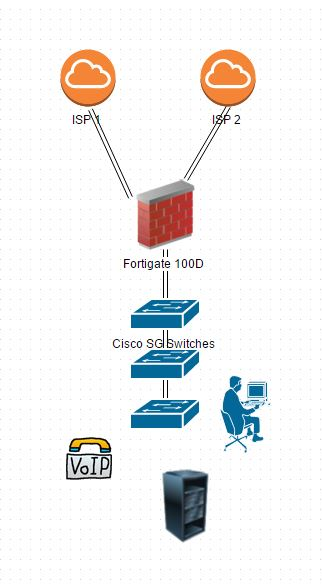 ISP 1
ISP 2
Fortigate 100D
Cisco SG Switches
VoIP